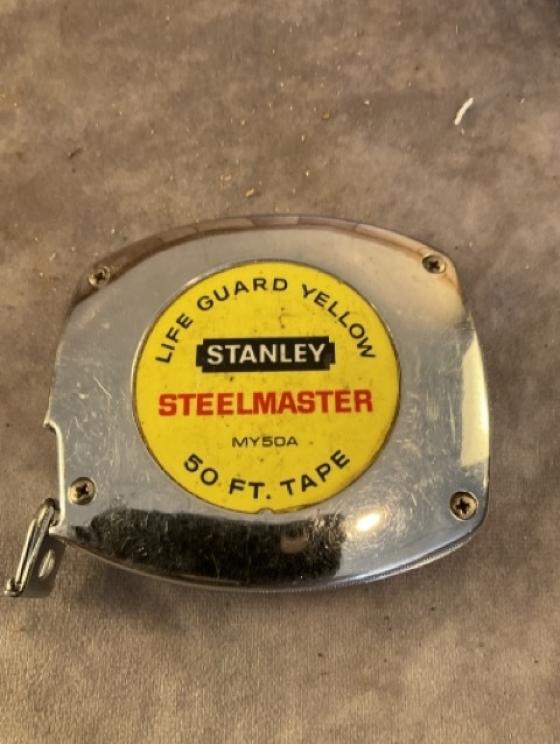 LIFE GUARD YELLOW
STANLEY
STEELMASTER
MY50A
50 FT. TAPE